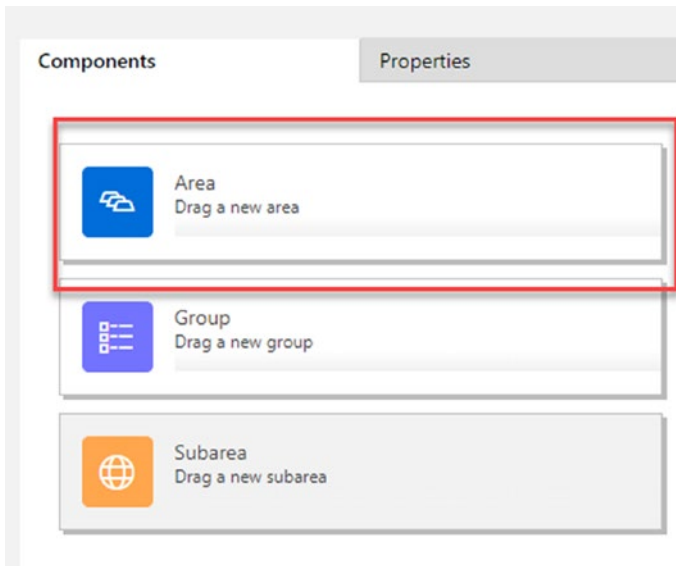 Components
Properties
Area
Drag a new area
Group
Drag a new group
Subarea
Drag a new subarea